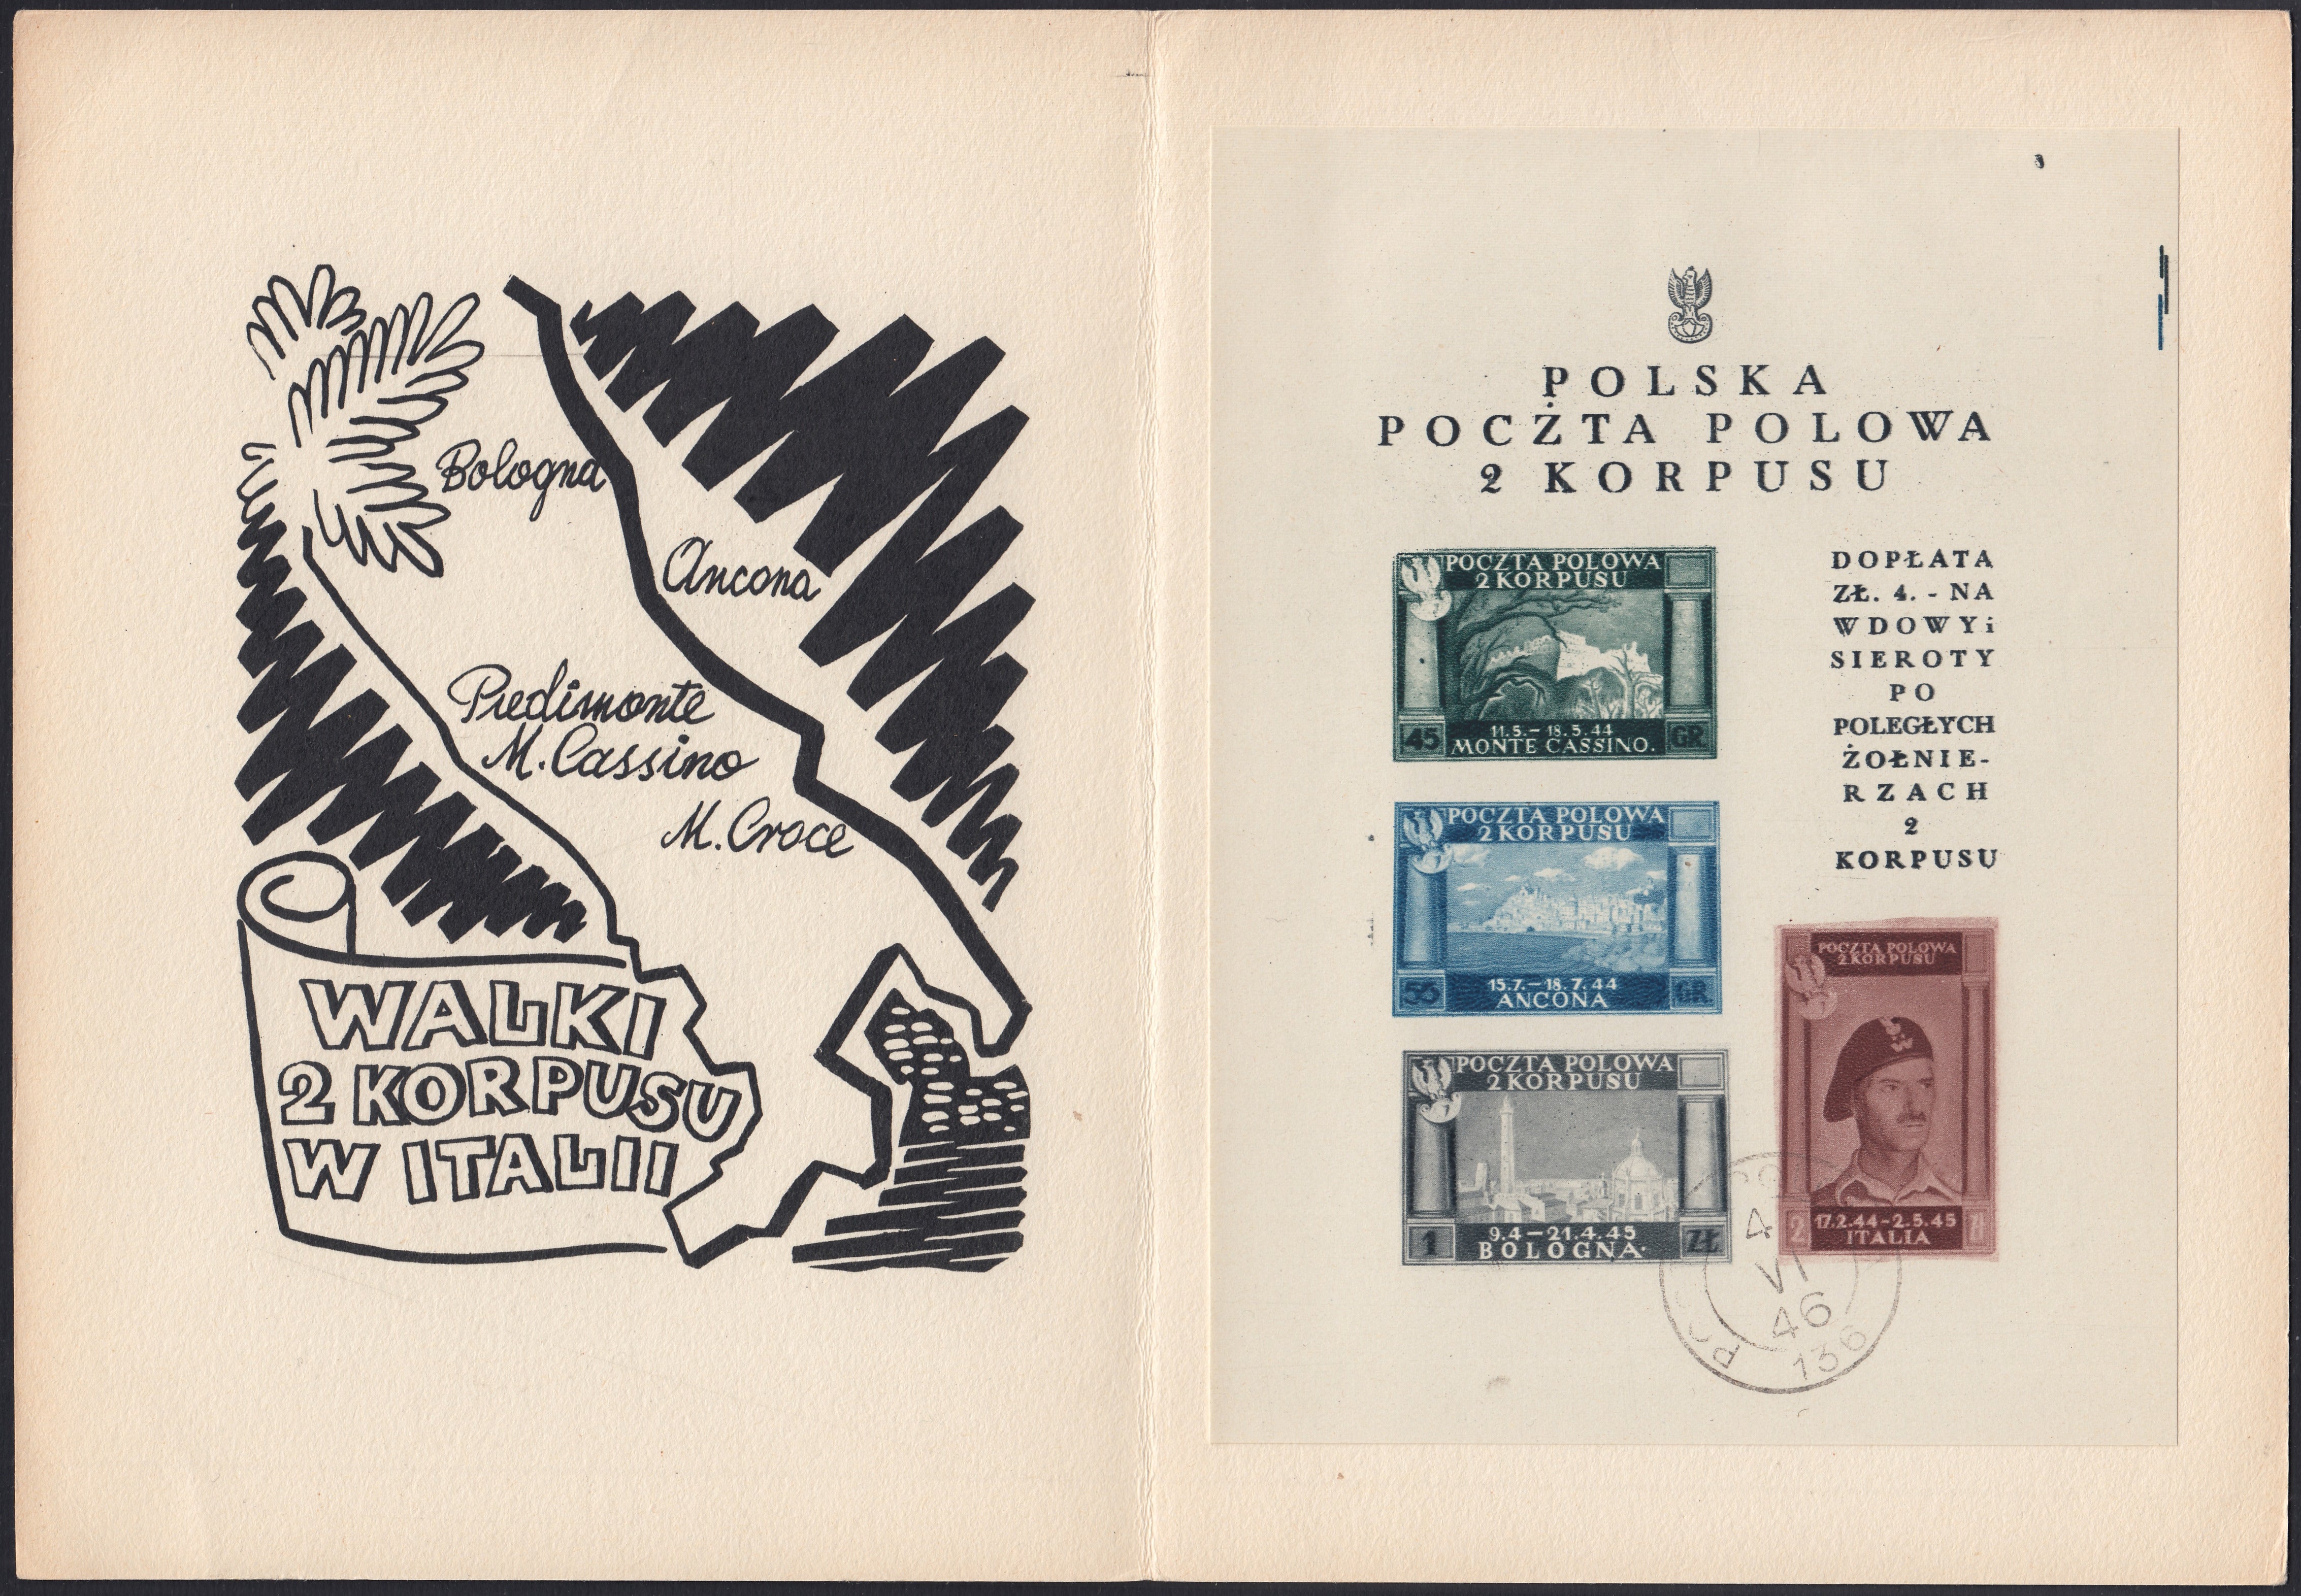 Bologna
Ancona
Piedimonte
M. Cassino
M. Croce
WALKI
2 KORPUSU
W ITALII
POLSKA
POCZTA POLOWA
2 KORPUSU
POCZTA POLOWA
2 KORPUSU
11.5.–18.5.44
45 MONTE CASSINO. GR
POCZTA POLOWA
2 KORPUSU
15.7.–18.7.44
55 ANCONA GR.
POCZTA POLOWA
2 KORPUSU
9.4–21.4.45
1 BOLOGNA· ZŁ
DOPŁATA
ZŁ. 4. - NA
WDOWY i
SIEROTY
PO
POLEGŁYCH
ŻOŁNIE-
RZACH
2
KORPUSU
POCZTA POLOWA
2 KORPUSU
17.2.44–2.5.45
2 ITALIA Zł
4
VI
46
136